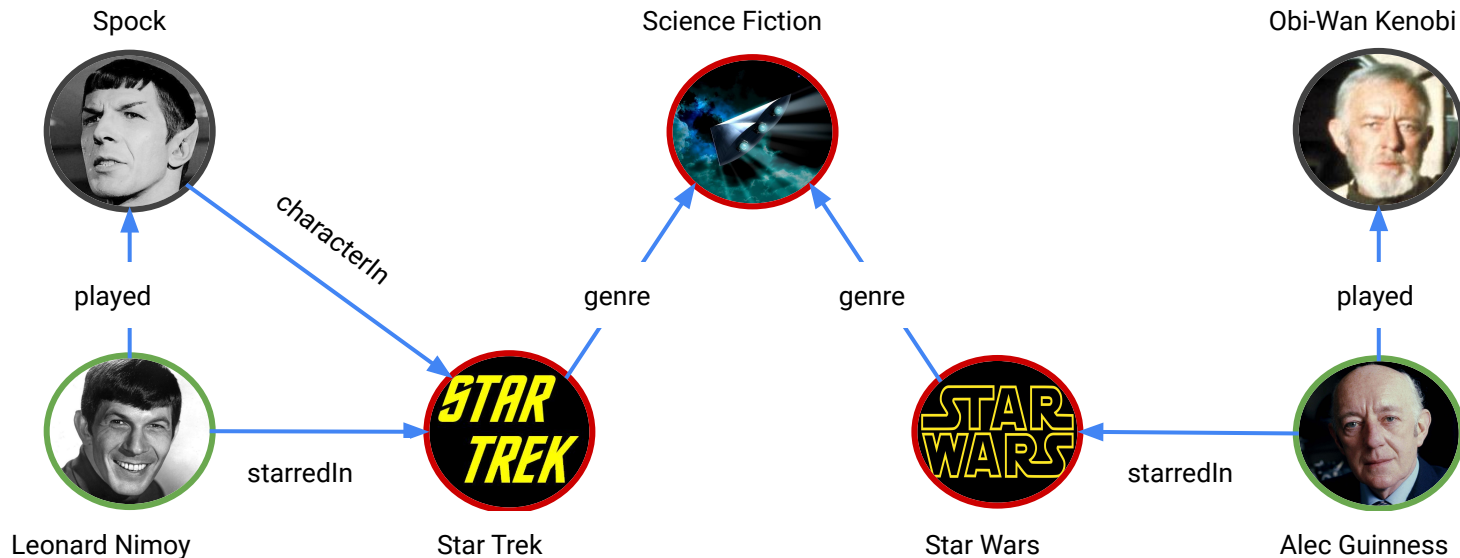 Spock
Science Fiction
Obi-Wan Kenobi
characterIn
played
genre
genre
played
STAR
TREK
STAR
WARS
starredIn
starredIn
Leonard Nimoy
Star Trek
Star Wars
Alec Guinness